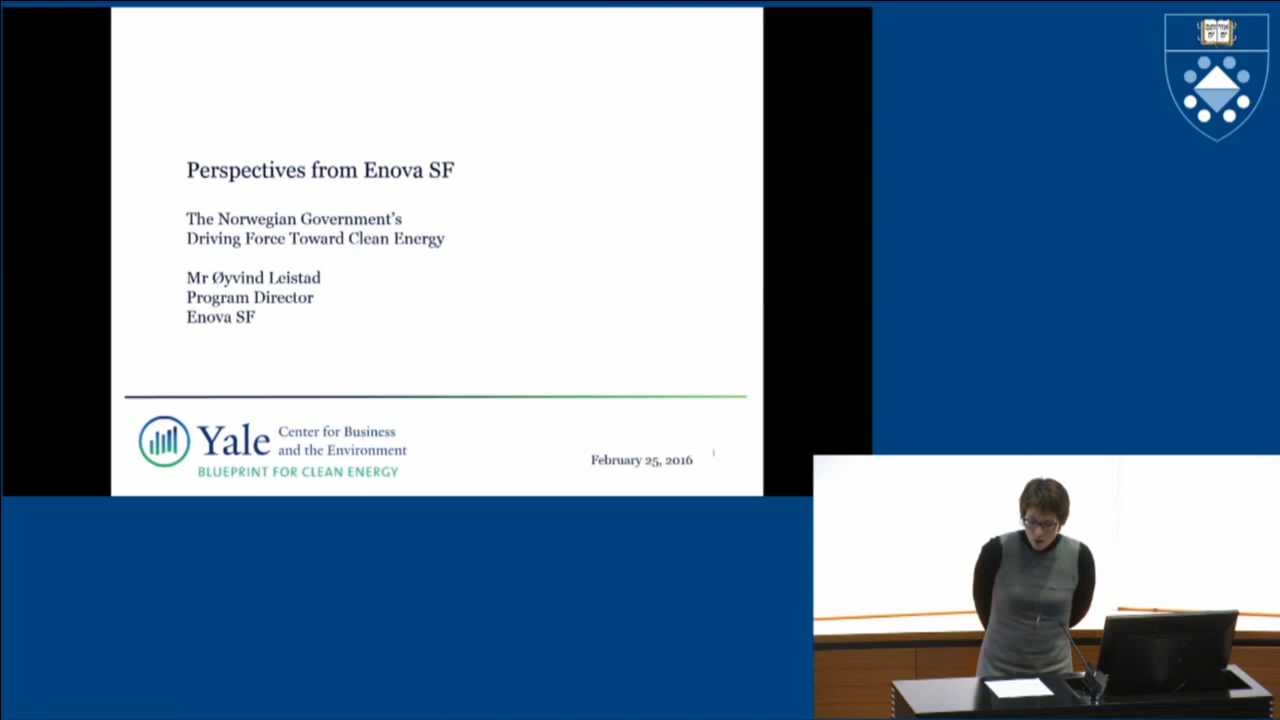 Perspectives from Enova SF
The Norwegian Government's
Driving Force Toward Clean Energy
Mr Øyvind Leistad
Program Director
Enova SF
Yale Center for Business
and the Environment
BLUEPRINT FOR CLEAN ENERGY
February 25, 2016